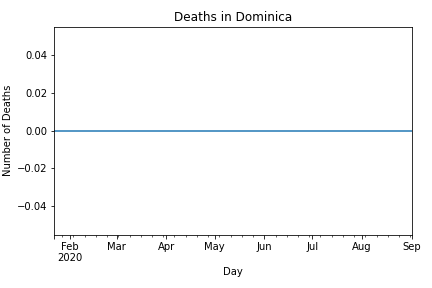 Deaths in Dominica
Number of Deaths
0.04
0.02
0.00
−0.02
−0.04
Feb Mar Apr May Jun Jul Aug Sep
2020
Day